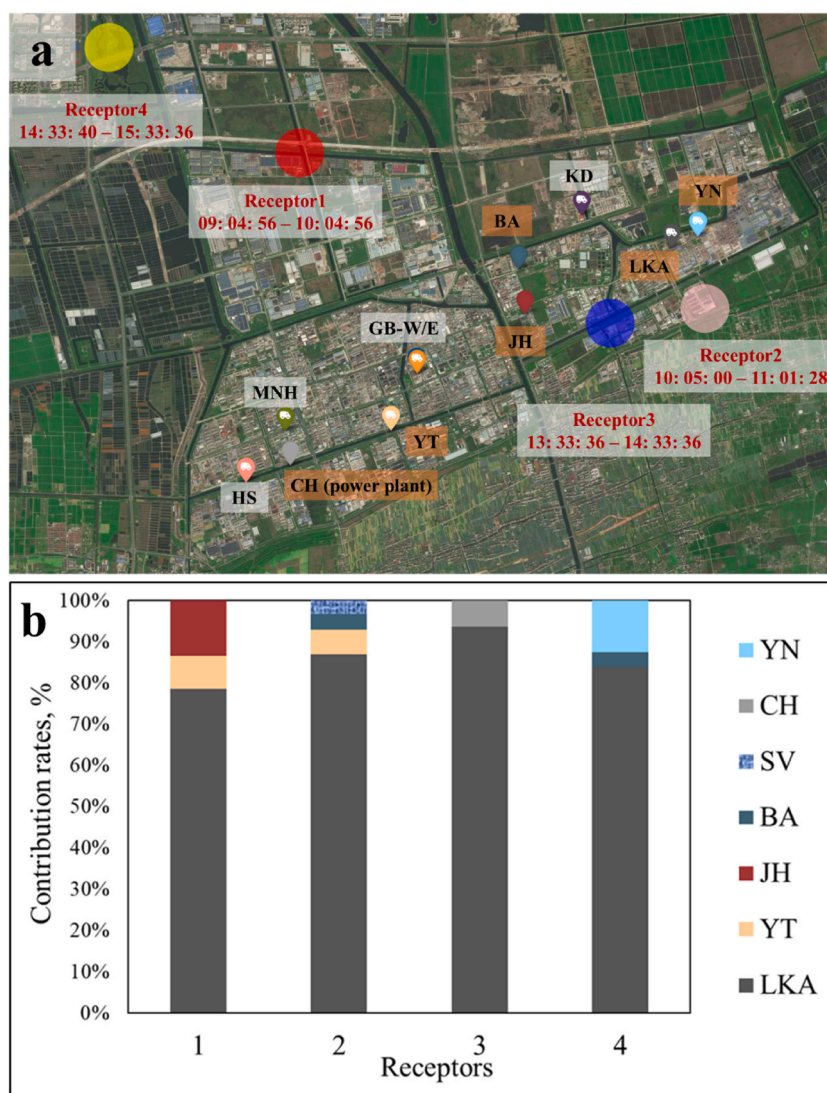 a
Receptor4
14: 33: 40 – 15: 33: 36
Receptor1
09: 04: 56 – 10: 04: 56
KD
YN
BA
LKA
GB-W/E
JH
Receptor2
10: 05: 00 – 11: 01: 28
MNH
Receptor3
13: 33: 36 – 14: 33: 36
YT
CH (power plant)
HS
b
100%
90%
80%
70%
60%
50%
40%
30%
20%
10%
0%
Contribution rates, %
1
2
3
4
Receptors
YN
CH
SV
BA
JH
YT
LKA